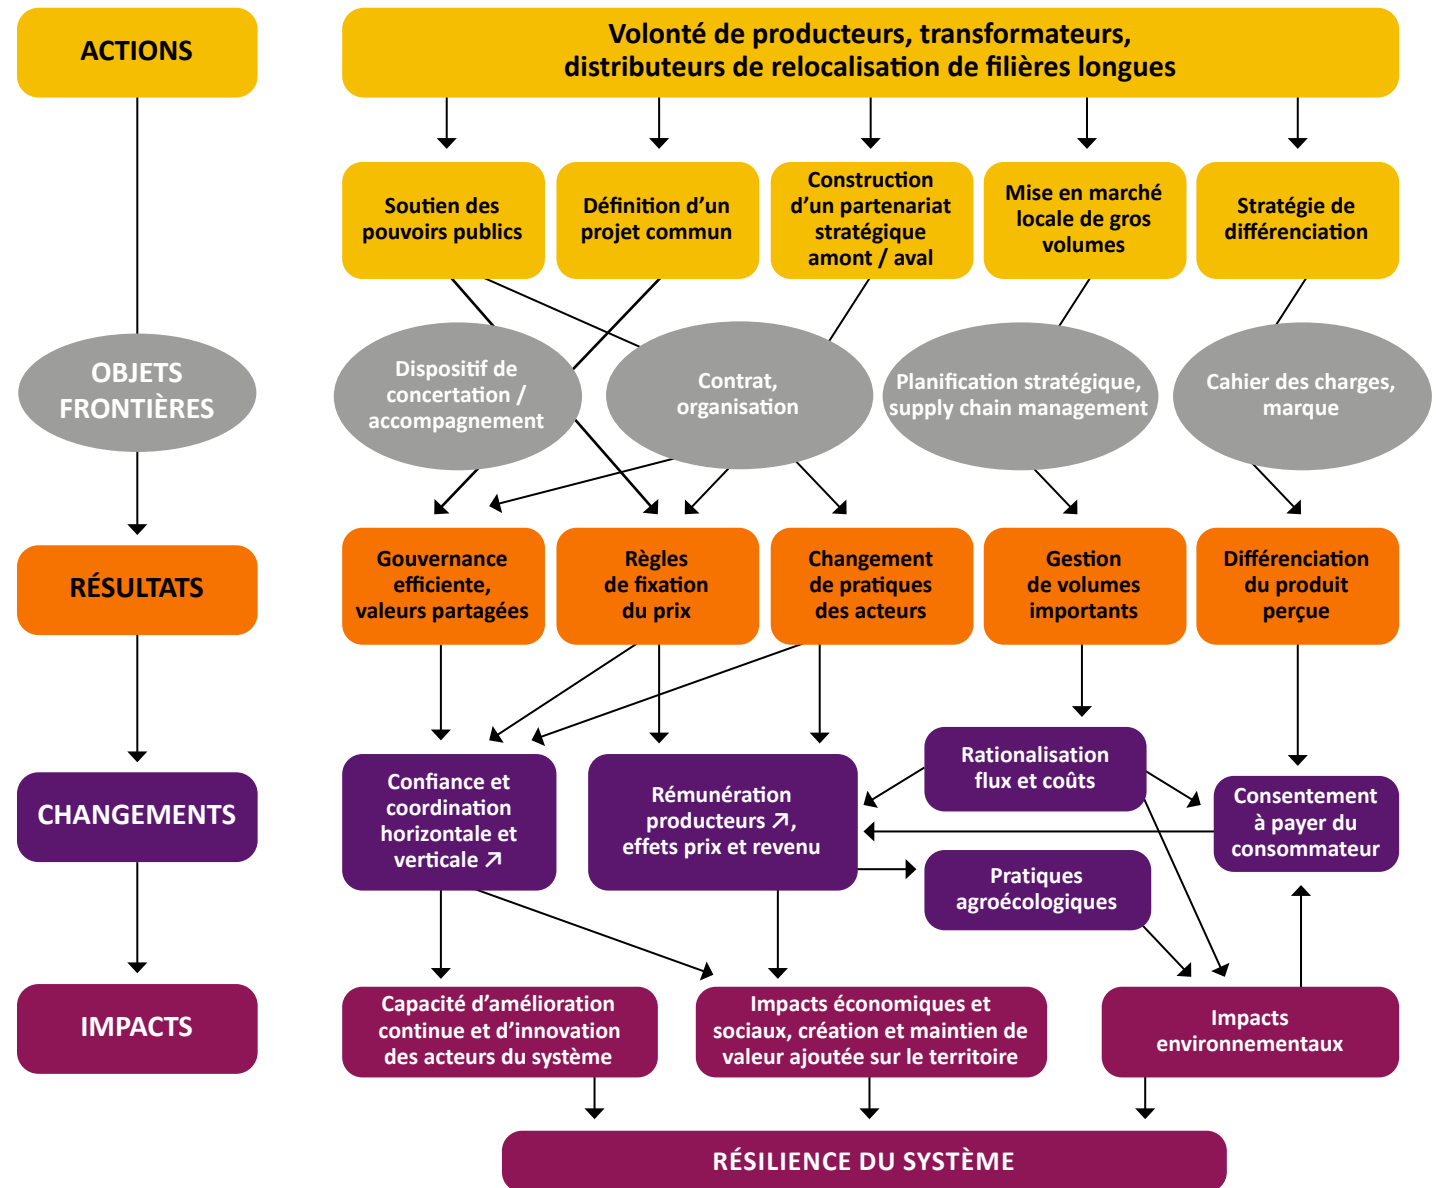 ACTIONS
Volonté de producteurs, transformateurs,
distributeurs de relocalisation de filières longues
Soutien des
pouvoirs publics
Définition d’un
projet commun
Construction
d’un partenariat
stratégique
amont / aval
Mise en marché
locale de gros
volumes
Stratégie de
différenciation
OBJETS
FRONTIÈRES
Dispositif de
concertation /
accompagnement
Contrat,
organisation
Planification stratégique,
supply chain management
Cahier des charges,
marque
RÉSULTATS
Gouvernance
efficiente,
valeurs partagées
Règles
de fixation
du prix
Changement
de pratiques
des acteurs
Gestion
de volumes
importants
Différenciation
du produit
perçue
CHANGEMENTS
Confiance et
coordination
horizontale et
verticale ↗
Rémunération
producteurs ↗,
effets prix et revenu
Rationalisation
flux et coûts
Pratiques
agroécologiques
Consentement
à payer du
consommateur
IMPACTS
Capacité d’amélioration
continue et d’innovation
des acteurs du système
Impacts économiques et
sociaux, création et maintien de
valeur ajoutée sur le territoire
Impacts
environnementaux
RÉSILIENCE DU SYSTÈME